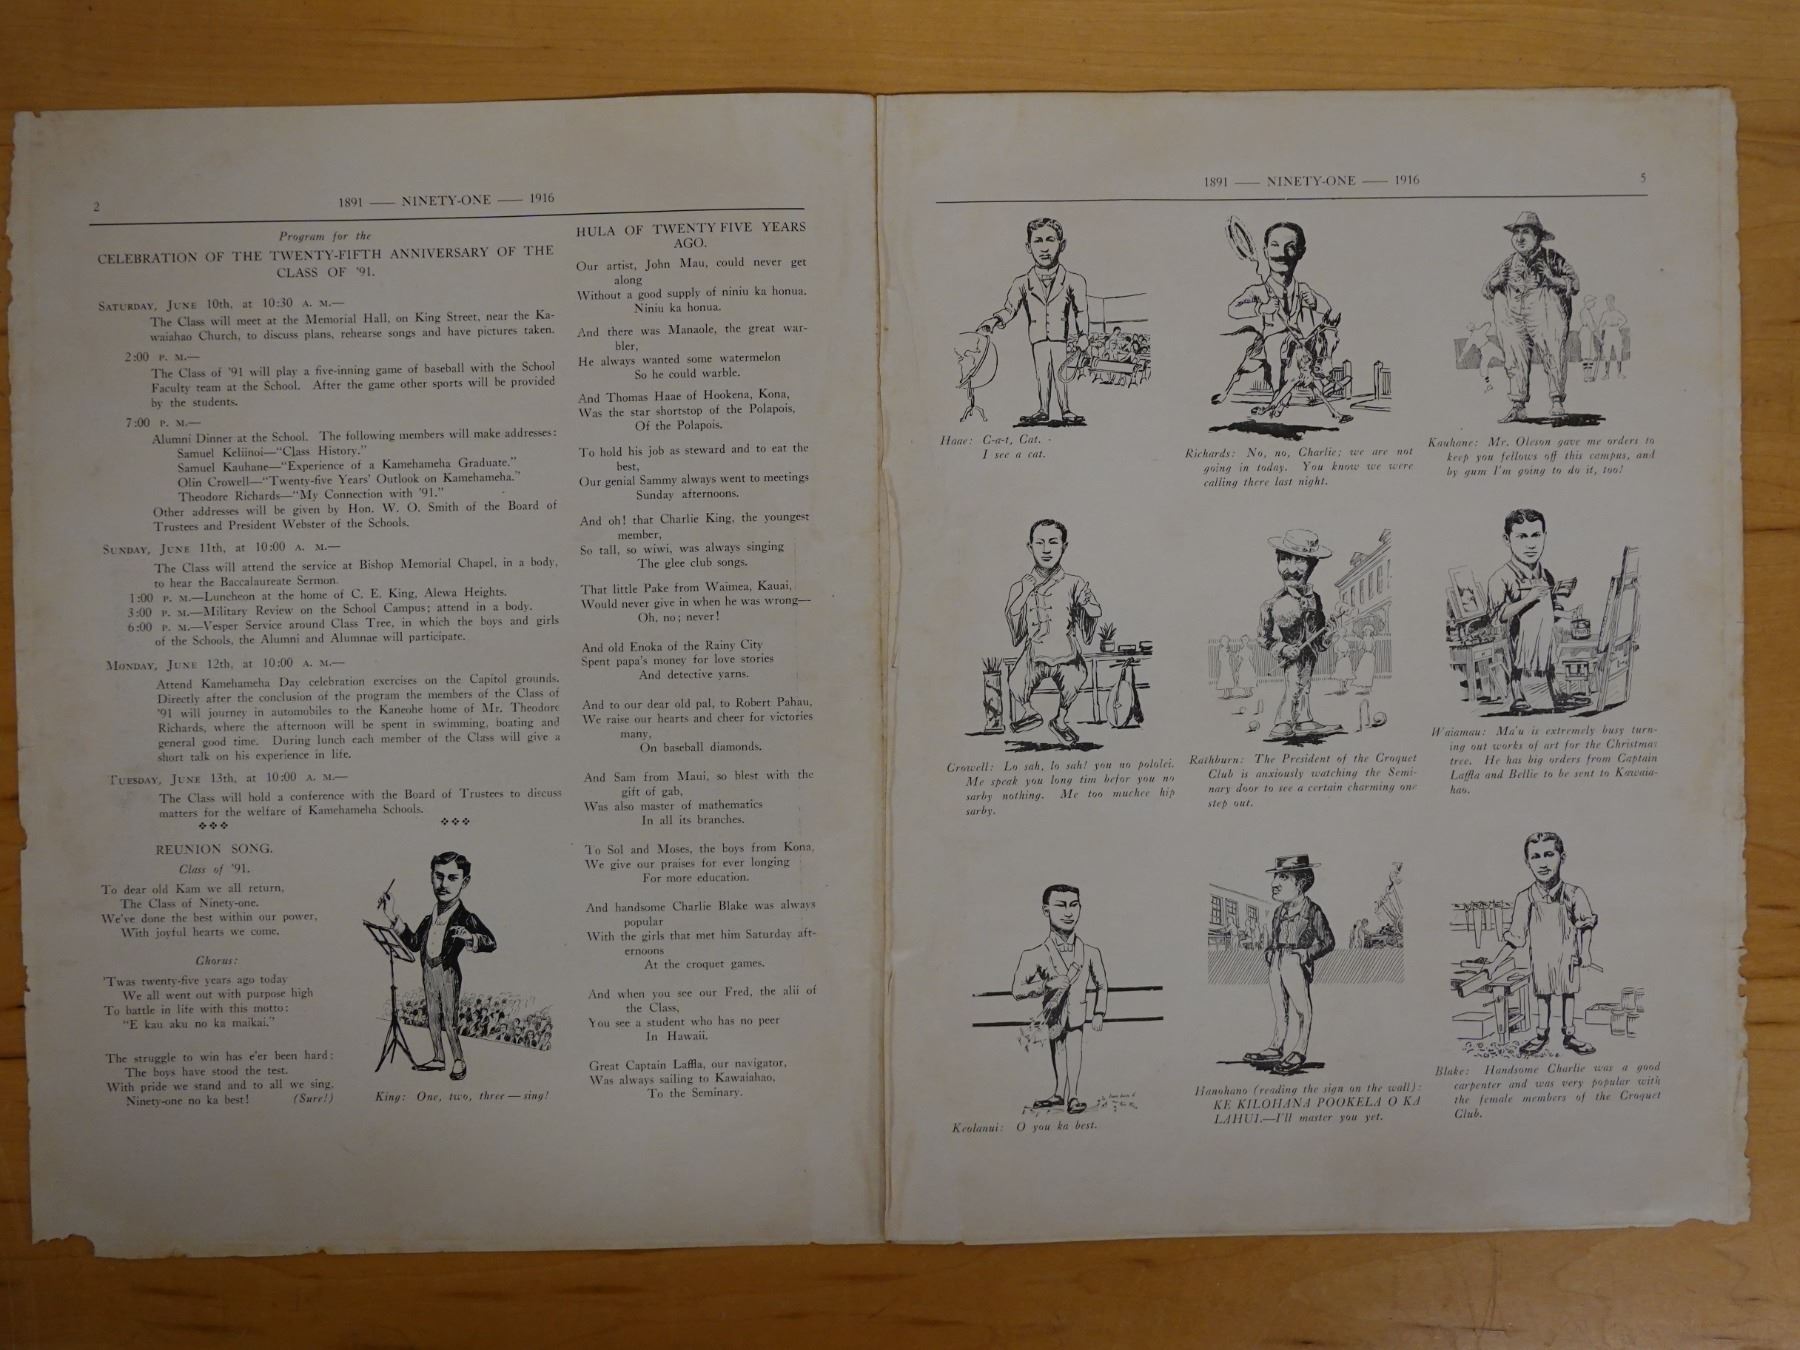 2
1891 —— NINETY-ONE —— 1916
Program for the
CELEBRATION OF THE TWENTY-FIFTH ANNIVERSARY OF THE
CLASS OF '91.
SATURDAY, JUNE 10th, at 10:30 A. M.—
The Class will meet at the Memorial Hall, on King Street, near the Ka-
waiahao Church, to discuss plans, rehearse songs and have pictures taken.
2:00 P. M.—
The Class of '91 will play a five-inning game of baseball with the School
Faculty team at the School. After the game other sports will be provided
by the students.
7:00 P. M.—
Alumni Dinner at the School. The following members will make addresses:
Samuel Keliinoi—"Class History."
Samuel Kauhane—"Experience of a Kamehameha Graduate."
Olin Crowell—"Twenty-five Years' Outlook on Kamehameha."
Theodore Richards—"My Connection with '91."
Other addresses will be given by Hon. W. O. Smith of the Board of
Trustees and President Webster of the Schools.
SUNDAY, JUNE 11th, at 10:00 A. M.—
The Class will attend the service at Bishop Memorial Chapel, in a body,
to hear the Baccalaureate Sermon.
1:00 P. M.—Luncheon at the home of C. E. King, Alewa Heights.
3:00 P. M.—Military Review on the School Campus; attend in a body.
6:00 P. M.—Vesper Service around Class Tree, in which the boys and girls
of the Schools, the Alumni and Alumnae will participate.
MONDAY, JUNE 12th, at 10:00 A. M.—
Attend Kamehameha Day celebration exercises on the Capitol grounds.
Directly after the conclusion of the program the members of the Class of
'91 will journey in automobiles to the Kaneohe home of Mr. Theodore
Richards, where the afternoon will be spent in swimming, boating and
general good time. During lunch each member of the Class will give a
short talk on his experience in life.
TUESDAY, JUNE 13th, at 10:00 A. M.—
The Class will hold a conference with the Board of Trustees to discuss
matters for the welfare of Kamehameha Schools.
REUNION SONG.
Class of '91.
To dear old Kam we all return,
The Class of Ninety-one.
We've done the best within our power,
With joyful hearts we come.
Chorus:
'Twas twenty-five years ago today
We all went out with purpose high
To battle in life with this motto:
"E kau aku no ka maikai."
The struggle to win has e'er been hard;
The boys have stood the test.
With pride we stand and to all we sing,
Ninety-one no ka best! (Sure!)
King: One, two, three—sing!
HULA OF TWENTY FIVE YEARS
AGO.
Our artist, John Mau, could never get
along
Without a good supply of niniu ka honua.
Niniu ka honua.
And there was Manaole, the great war-
bler,
He always wanted some watermelon
So he could warble.
And Thomas Haae of Hookena, Kona,
Was the star shortstop of the Polapois,
Of the Polapois.
To hold his job as steward and to eat the
best,
Our genial Sammy always went to meetings
Sunday afternoons.
And oh! that Charlie King, the youngest
member,
So tall, so wiwi, was always singing
The glee club songs.
That little Pake from Waimea, Kauai,
Would never give in when he was wrong—
Oh, no; never!
And old Enoka of the Rainy City
Spent papa's money for love stories
And detective yarns.
And to our dear old pal, to Robert Pahau,
We raise our hearts and cheer for victories
many,
On baseball diamonds.
And Sam from Maui, so blest with the
gift of gab,
Was also master of mathematics
In all its branches.
To Sol and Moses, the boys from Kona,
We give our praises for ever longing
For more education.
And handsome Charlie Blake was always
popular
With the girls that met him Saturday aft-
ernoons
At the croquet games.
And when you see our Fred, the alii of
the Class,
You see a student who has no peer
In Hawaii.
Great Captain Laffla, our navigator,
Was always sailing to Kawaiahao,
To the Seminary.
1891 —— NINETY-ONE —— 1916
5
Haae: C-a-t, Cat.
I see a cat.
Richards: No, no, Charlie; we are not
going in today. You know we were
calling there last night.
Kauhane: Mr. Oleson gave me orders to
keep you fellows off this campus, and
by gum I'm going to do it, too!
Crowell: Lo sah, lo sah! you no pololei.
Me speak you long tim befor you no
sarby nothing. Me too muchee hip
sarby.
Rathburn: The President of the Croquet
Club is anxiously watching the Semi-
nary door to see a certain charming one
step out.
Waiamau: Ma'u is extremely busy turn-
ing out works of art for the Christmas
tree. He has big orders from Captain
Laffla and Bellie to be sent to Kawaia-
hao.
Keolanui: O you ka best.
Hanohano (reading the sign on the wall):
KE KILOHANA POOKELA O KA
LAHUI.—I'll master you yet.
Blake: Handsome Charlie was a good
carpenter and was very popular with
the female members of the Croquet
Club.